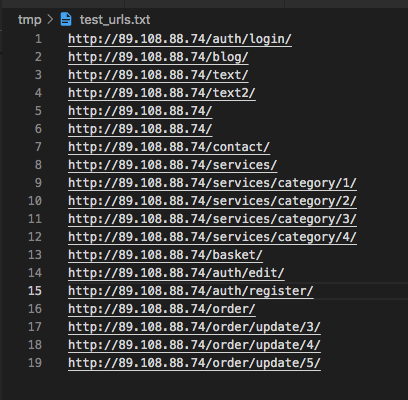 tmp > test_urls.txt
1 http://89.108.88.74/auth/login/
2 http://89.108.88.74/blog/
3 http://89.108.88.74/text/
4 http://89.108.88.74/text2/
5 http://89.108.88.74/
6 http://89.108.88.74/
7 http://89.108.88.74/contact/
8 http://89.108.88.74/services/
9 http://89.108.88.74/services/category/1/
10 http://89.108.88.74/services/category/2/
11 http://89.108.88.74/services/category/3/
12 http://89.108.88.74/services/category/4/
13 http://89.108.88.74/basket/
14 http://89.108.88.74/auth/edit/
15 http://89.108.88.74/auth/register/
16 http://89.108.88.74/order/
17 http://89.108.88.74/order/update/3/
18 http://89.108.88.74/order/update/4/
19 http://89.108.88.74/order/update/5/